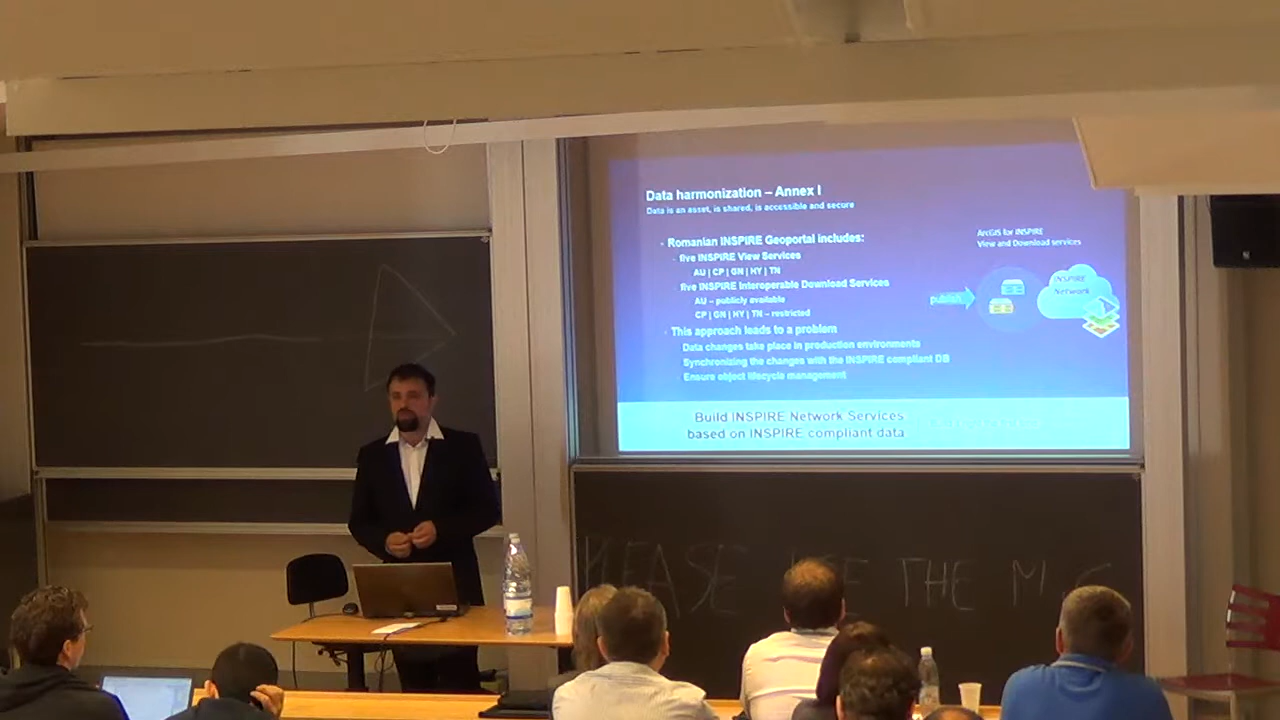 Data harmonization – Annex I
Data is an asset, is shared, is accessible and secure
Romanian INSPIRE Geoportal includes:
five INSPIRE View Services
AU | CP | GN | HY | TN
five INSPIRE Interoperable Download Services
AU – publicly available
CP | GN | HY | TN – restricted
This approach leads to a problem
Data changes take place in production environments
Synchronizing the changes with the INSPIRE compliant DB
Ensure object lifecycle management
ArcGIS for INSPIRE
View and Download services
publish
INSPIRE
Network
Build INSPIRE Network Services
based on INSPIRE compliant data
PLEASE THE